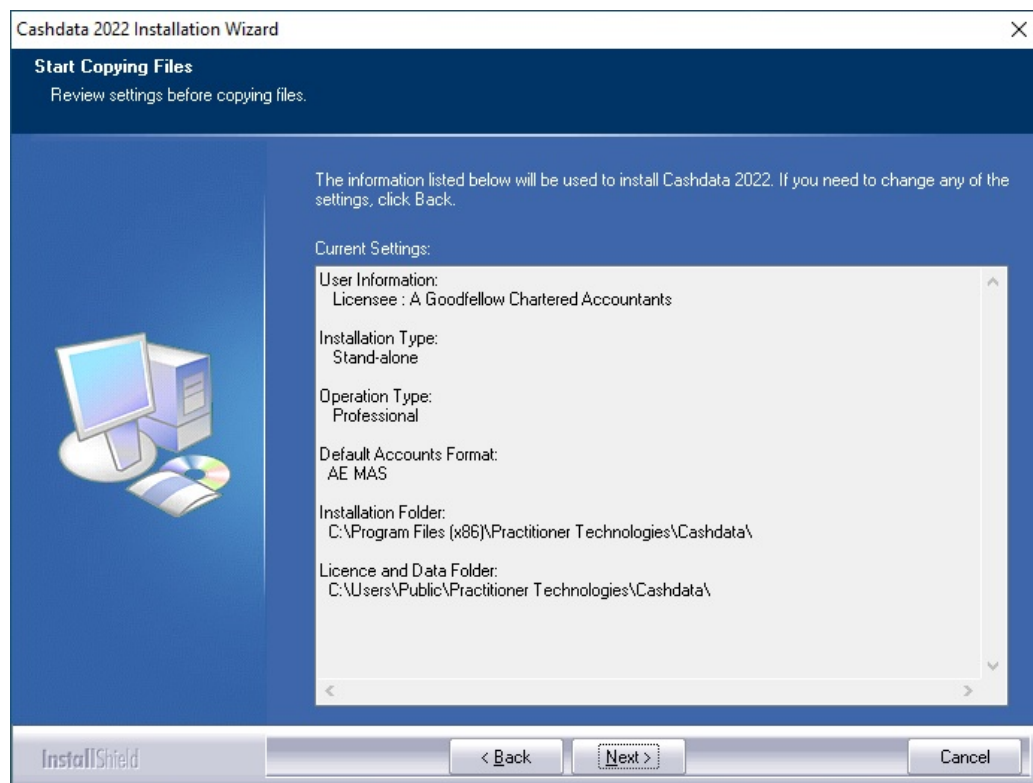 Cashdata 2022 Installation Wizard
Start Copying Files
Review settings before copying files.
The information listed below will be used to install Cashdata 2022. If you need to change any of the
settings, click Back.
Current Settings:
User Information:
Licensee : A Goodfellow Chartered Accountants
Installation Type:
Stand-alone
Operation Type:
Professional
Default Accounts Format:
AE MAS
Installation Folder:
C:\Program Files (x86)\Practitioner Technologies\Cashdata\
Licence and Data Folder:
C:\Users\Public\Practitioner Technologies\Cashdata\
InstallShield
< Back
Next >
Cancel